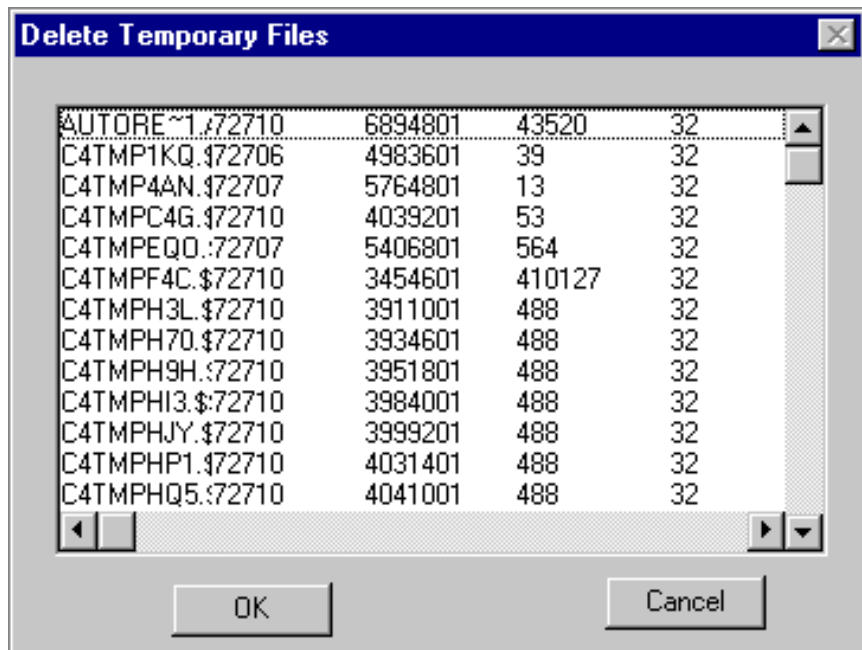 Delete Temporary Files
AUTORE~1./72710 6894801 43520 32
C4TMP1KQ.$72706 4983601 39 32
C4TMP4AN.$72707 5764801 13 32
C4TMPC4G.$72710 4039201 53 32
C4TMPEQO.:72707 5406801 564 32
C4TMPF4C.$72710 3454601 410127 32
C4TMPH3L.$72710 3911001 488 32
C4TMPH70.$72710 3934601 488 32
C4TMPH9H.:72710 3951801 488 32
C4TMPHI3.$:72710 3984001 488 32
C4TMPHJY.$72710 3999201 488 32
C4TMPHP1.$72710 4031401 488 32
C4TMPHQ5.:72710 4041001 488 32
OK Cancel